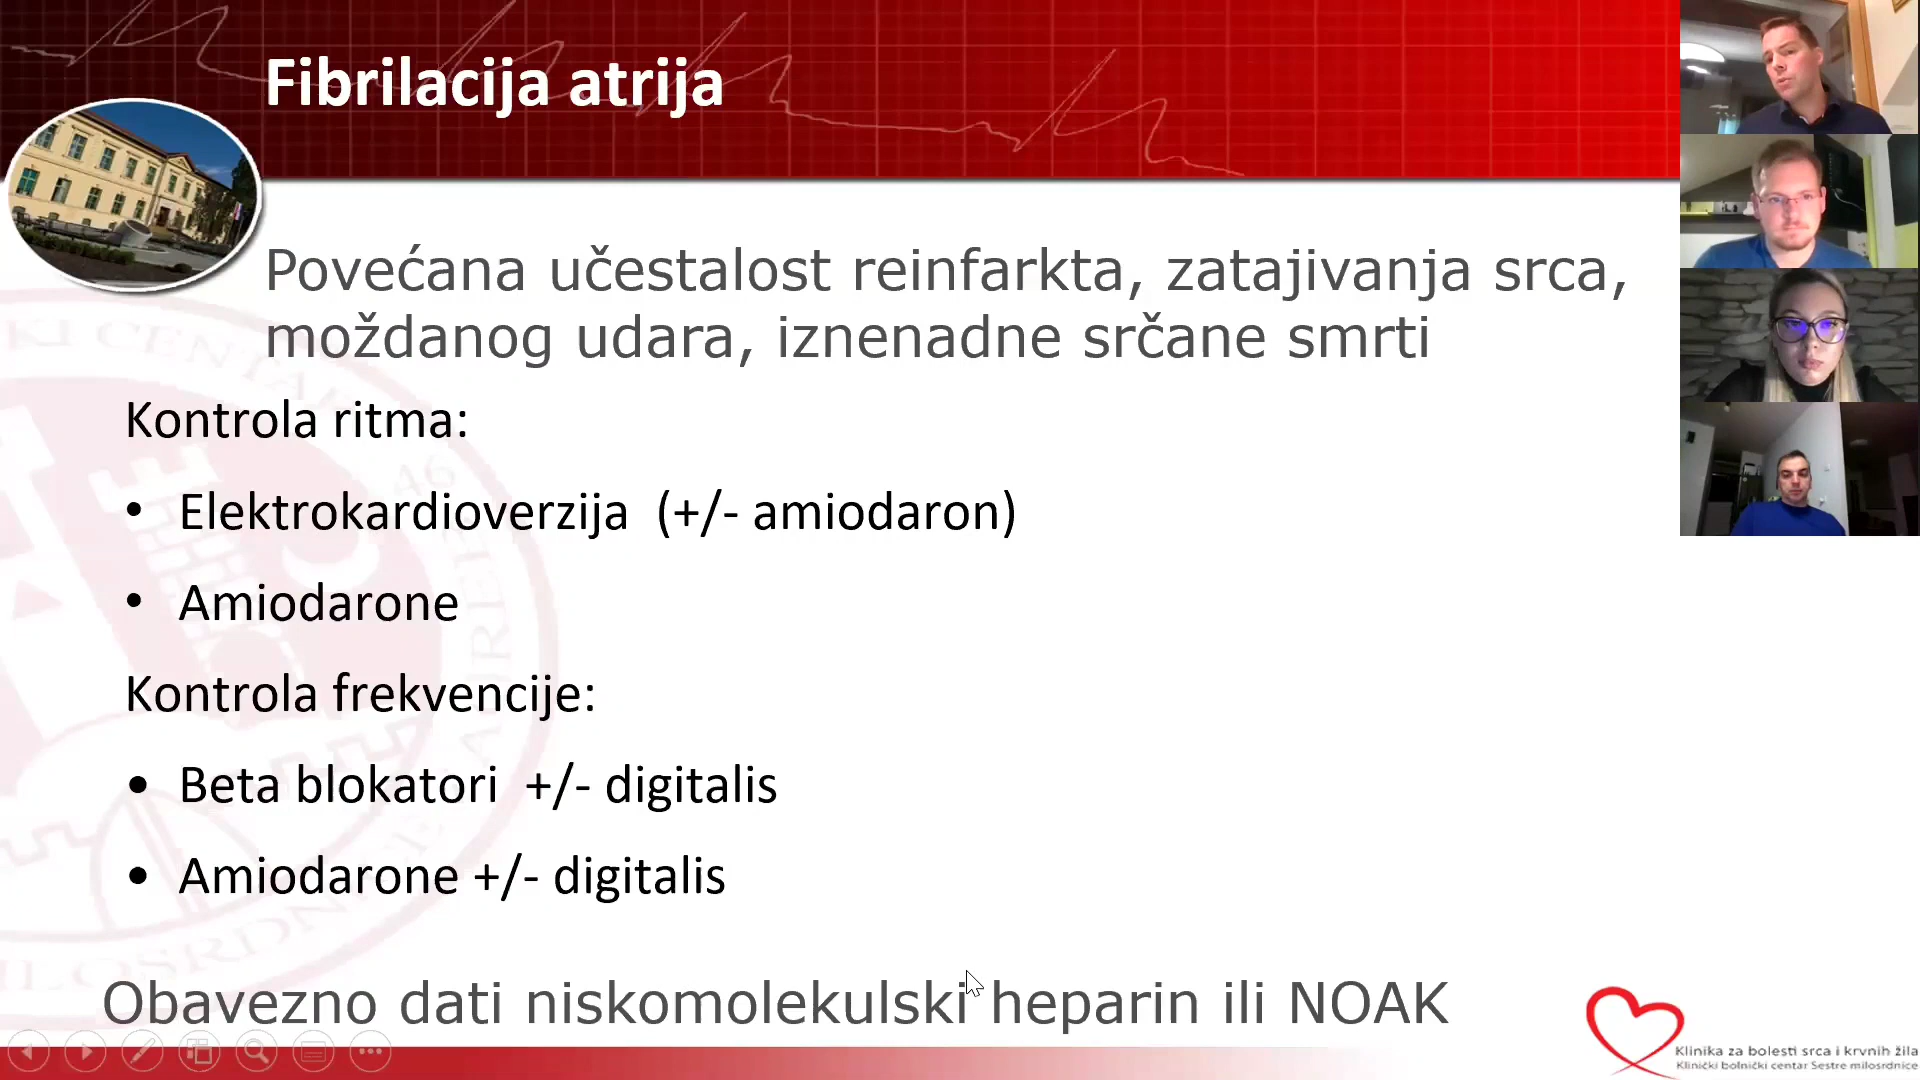 Fibrilacija atrija
Povećana učestalost reinfarkta, zatajivanja srca,
moždanog udara, iznenadne srčane smrti
Kontrola ritma:
• Elektrokardioverzija (+/- amiodaron)
• Amiodarone
Kontrola frekvencije:
• Beta blokatori +/- digitalis
• Amiodarone +/- digitalis
Obavezno dati niskomolekulski heparin ili NOAK
Klinika za bolesti srca i krvnih žila
Klinički bolnički centar Sestre milosrdnice